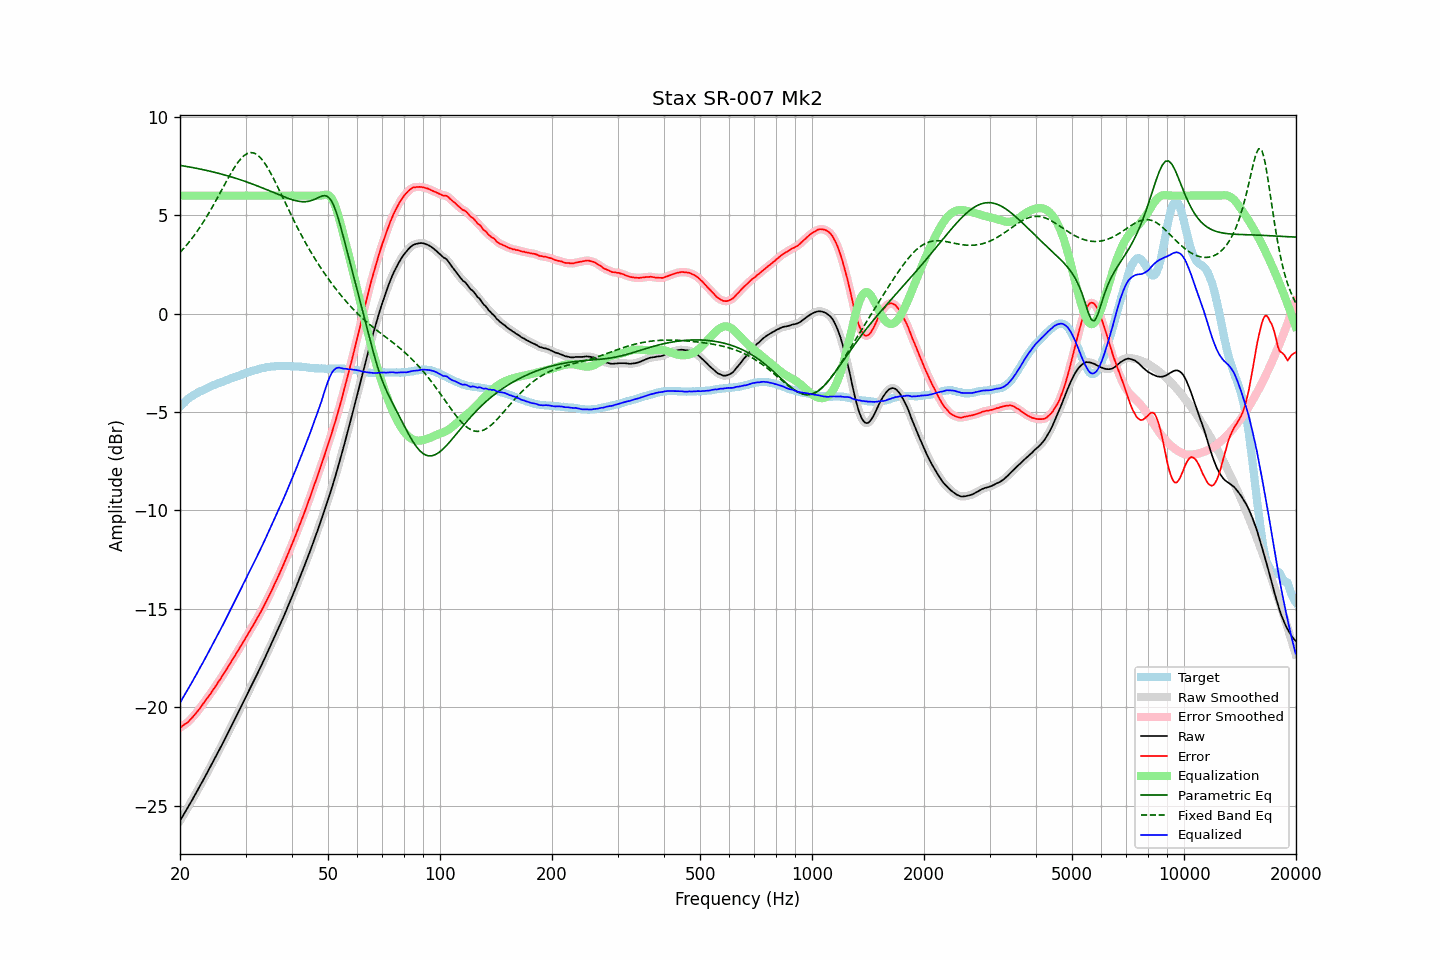 Stax SR-007 Mk2
10
5
0
−5
−10
−15
−20
−25
Amplitude (dBr)
20
50
100
200
500
1000
2000
5000
10000
20000
Frequency (Hz)
Target
Raw Smoothed
Error Smoothed
Raw
Error
Equalization
Parametric Eq
Fixed Band Eq
Equalized